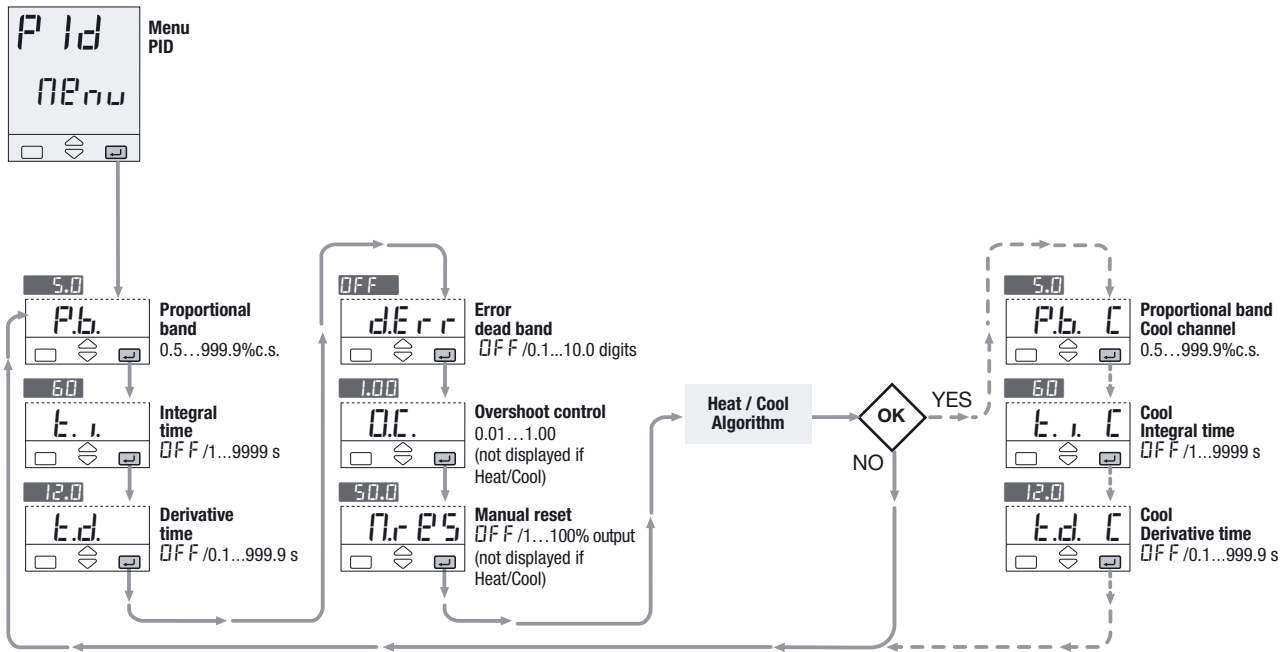 PId
Menu
Menu
PID
5.0
P.b.
Proportional
band
0.5...999.9%c.s.
60
t.i.
Integral
time
OFF/1...9999 s
12.0
t.d.
Derivative
time
OFF/0.1...999.9 s
OFF
d.Err
Error
dead band
OFF/0.1...10.0 digits
1.00
O.C.
Overshoot control
0.01...1.00
(not displayed if
Heat/Cool)
50.0
M.reS
Manual reset
OFF/1...100% output
(not displayed if
Heat/Cool)
Heat / Cool
Algorithm
OK
YES
NO
5.0
P.b. C
Proportional band
Cool channel
0.5...999.9%c.s.
60
t.i. C
Cool
Integral time
OFF/1...9999 s
12.0
t.d. C
Cool
Derivative time
OFF/0.1...999.9 s